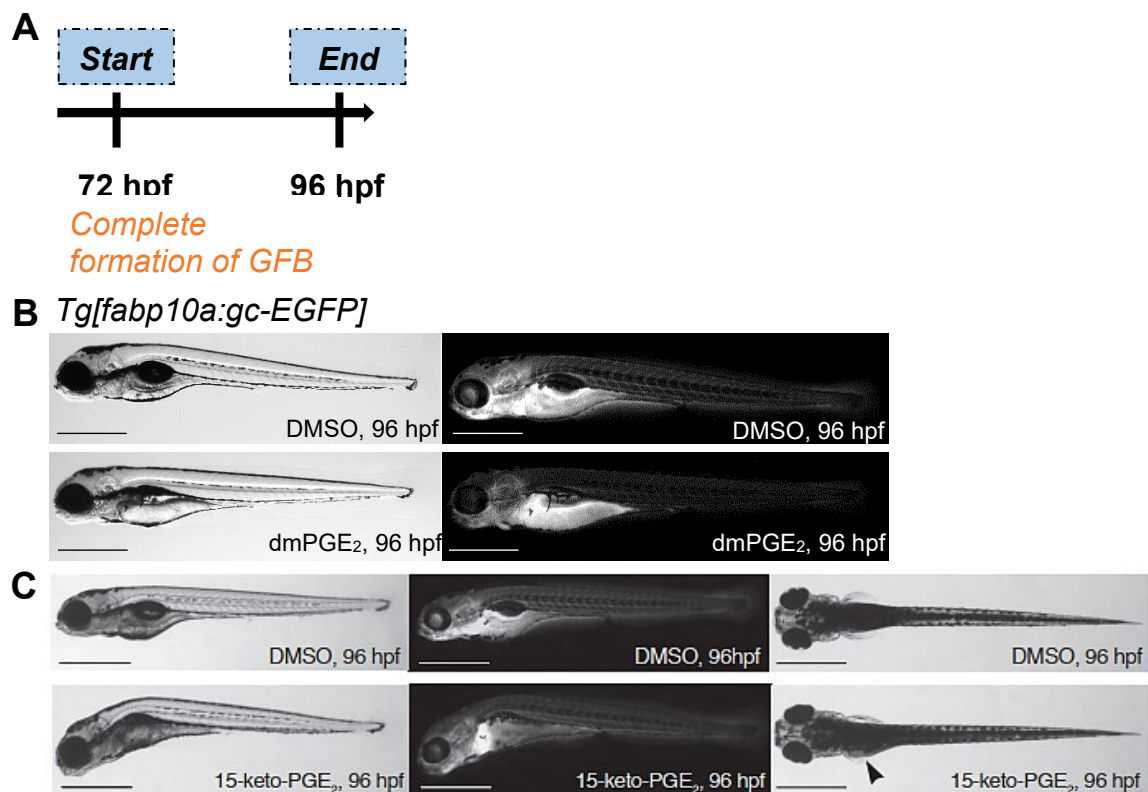 A
Start End
72 hpf 96 hpf
Complete
formation of GFB
B Tg[fabp10a:gc-EGFP]
DMSO, 96 hpf DMSO, 96 hpf
dmPGE₂, 96 hpf dmPGE₂, 96 hpf
C
DMSO, 96 hpf DMSO, 96hpf DMSO, 96 hpf
15-keto-PGE₂, 96 hpf 15-keto-PGE₂, 96 hpf 15-keto-PGE₂, 96 hpf